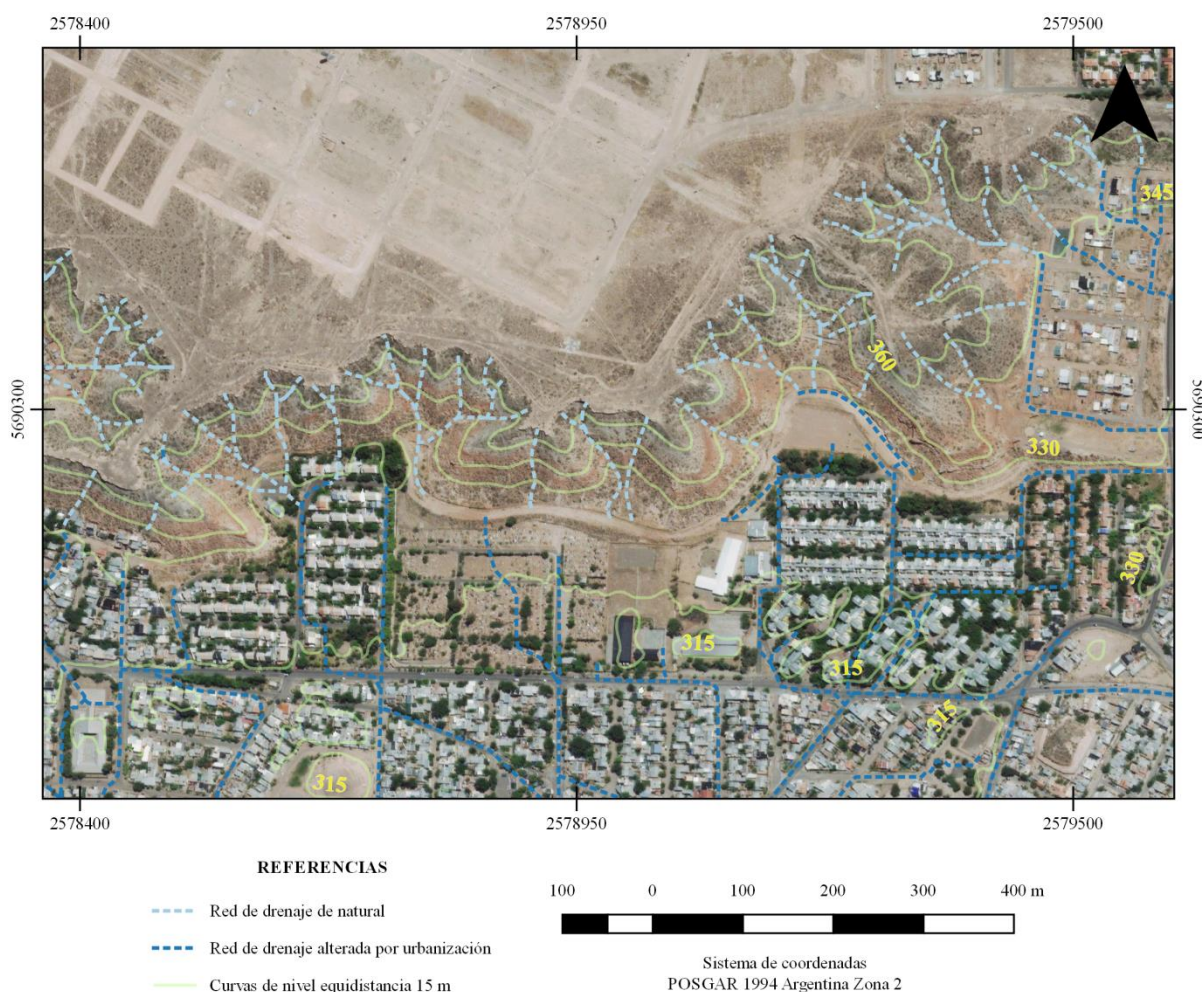 2578400 2578950 2579500
345
360
5690300 5690300
330
330
315
315
315
315
2578400 2578950 2579500
REFERENCIAS
Red de drenaje de natural
Red de drenaje alterada por urbanización
Curvas de nivel equidistancia 15 m
100 0 100 200 300 400 m
Sistema de coordenadas
POSGAR 1994 Argentina Zona 2